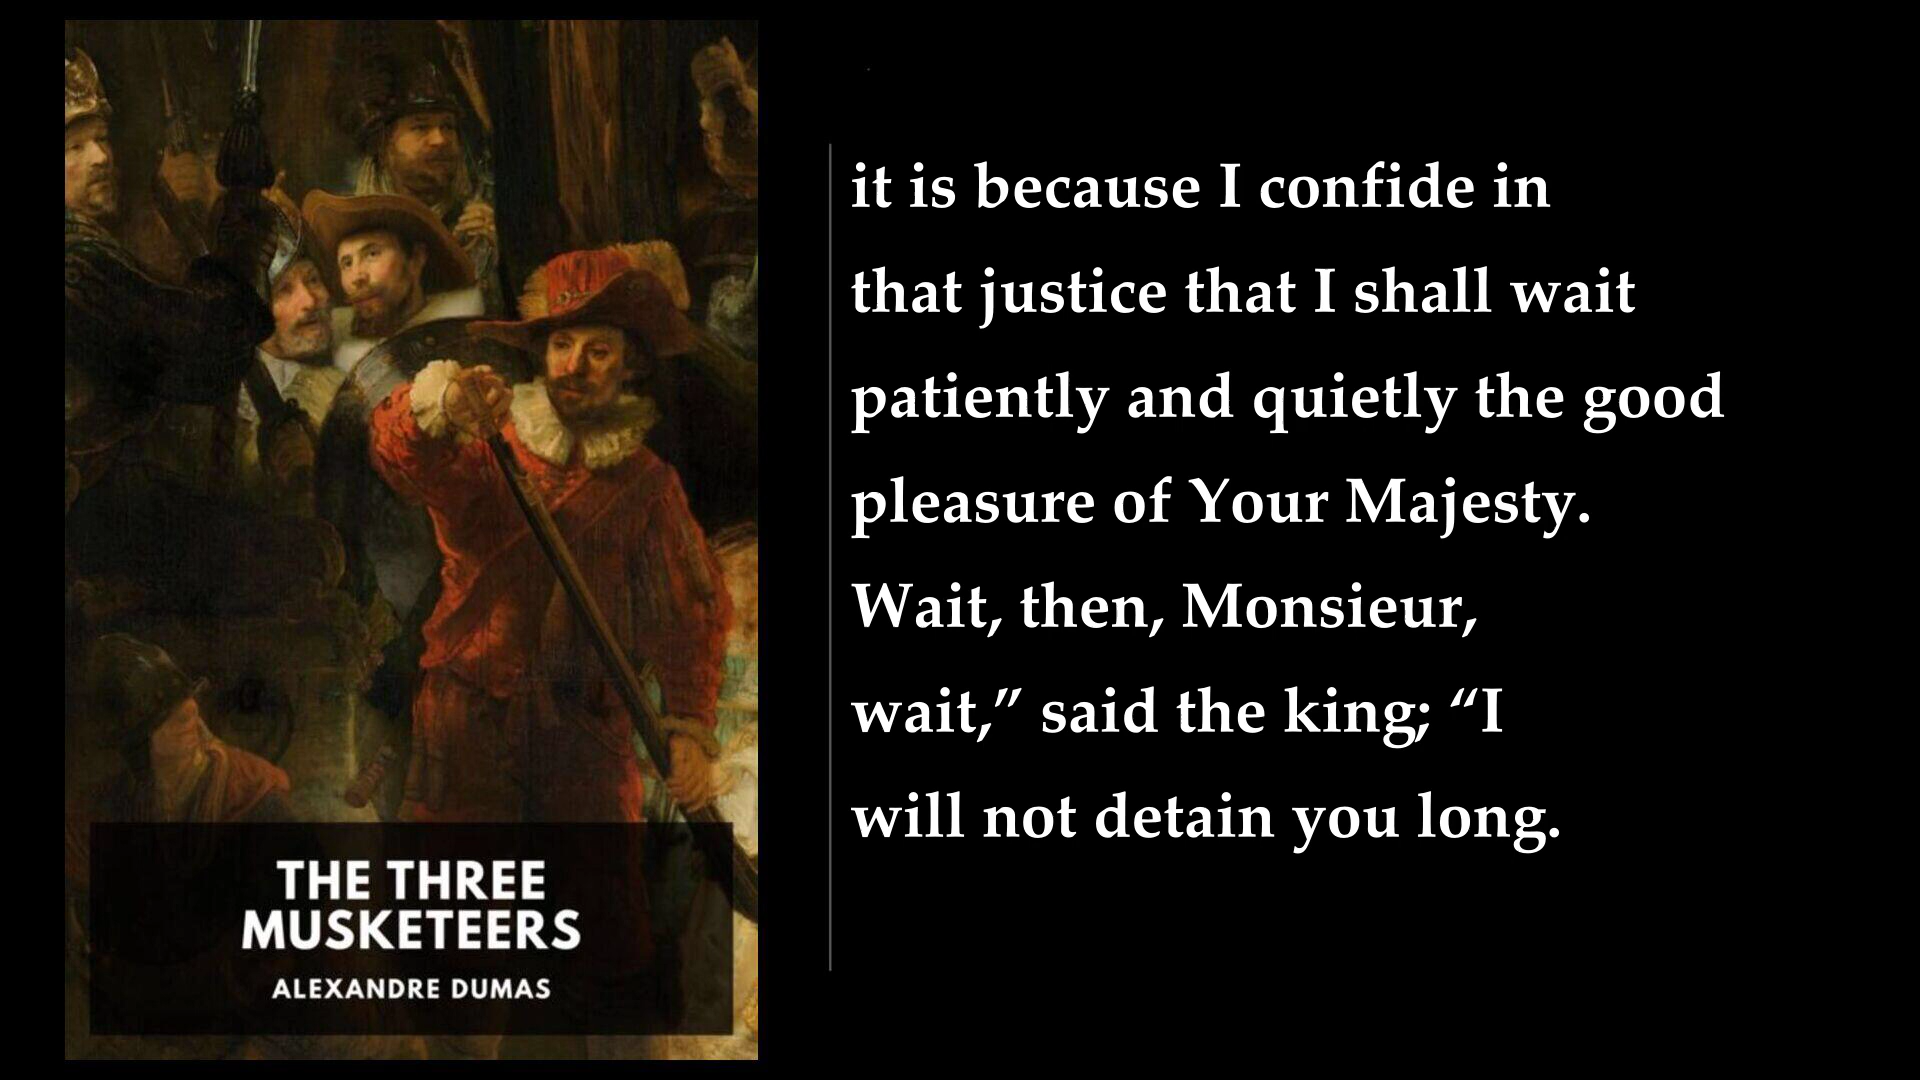 THE THREE
MUSKETEERS
ALEXANDRE DUMAS
it is because I confide in
that justice that I shall wait
patiently and quietly the good
pleasure of Your Majesty.
Wait, then, Monsieur,
wait,” said the king; “I
will not detain you long.